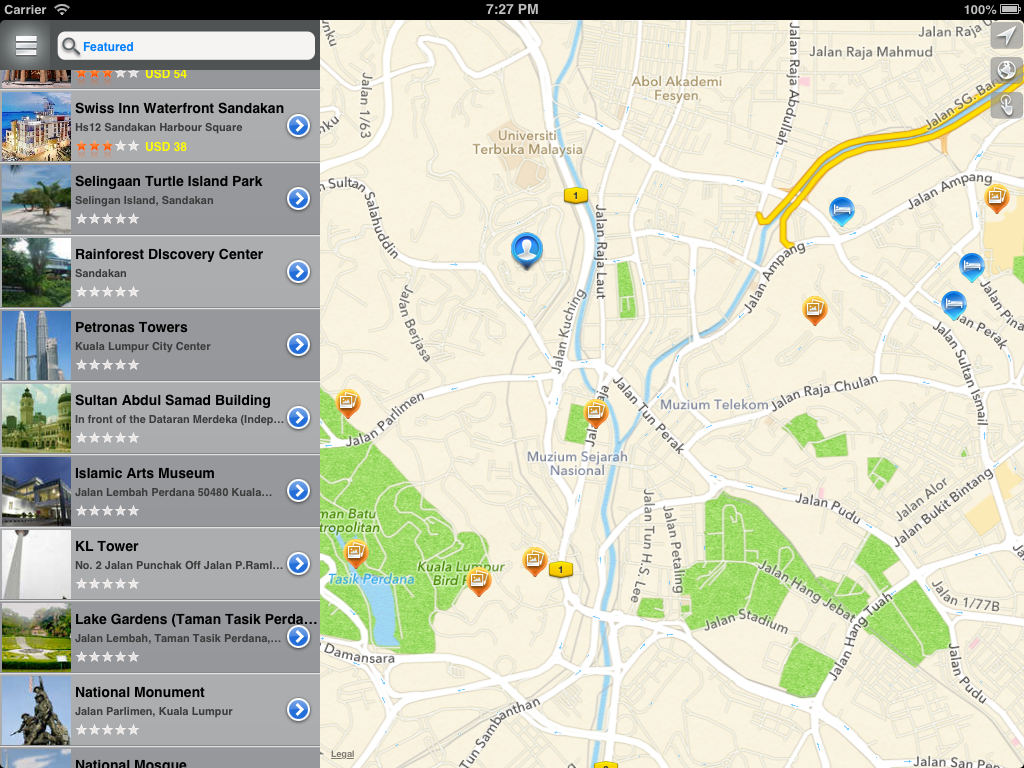 Carrier
7:27 PM
100%
Featured
USD 54
Swiss Inn Waterfront Sandakan
Hs12 Sandakan Harbour Square
USD 38
Selingaan Turtle Island Park
Selingan Island, Sandakan
Rainforest DIscovery Center
Sandakan
Petronas Towers
Kuala Lumpur City Center
Sultan Abdul Samad Building
In front of the Dataran Merdeka (Indep...
Islamic Arts Museum
Jalan Lembah Perdana 50480 Kuala...
KL Tower
No. 2 Jalan Punchak Off Jalan P.Raml...
Lake Gardens (Taman Tasik Perda...
Jalan Lembah, Taman Tasik Perdana,...
National Monument
Jalan Parlimen, Kuala Lumpur
National Mosque
Jalan Raja
Jalan Raja Mahmud
Jalan 1/63
Abol Akademi
Fesyen
Jalan Raja Abdullah
Jalan SG. Ba
Universiti
Terbuka Malaysia
n Sultan Salahuddin
1
Jalan Raja Laut
Jalan Ampang
Jalan Ampang
Jalan Kuching
Jalan Berjasa
Jalan Pina
Jalan Perak
Jalan Sultan Ismail
Jalan Raja Chulan
Jalan Parlimen
Jalan Tun Perak
Muzium Telekom
Muzium Sejarah
Nasional
Jalan Alor
Jalan Bukit Bintang
Jalan Pudu
man Batu
tropolitan
Jalan Tun H.S. Lee
Jalan Petaling
Kuala Lumpur
Bird
Tasik Perdana
1
Jalan Hang Jebat
Jalan Hang Tuah
Jalan 1/77B
Jalan Stadium
Damansara
Jalan Pudu
Tun Sambanthan
Legal
Jalan San Pen